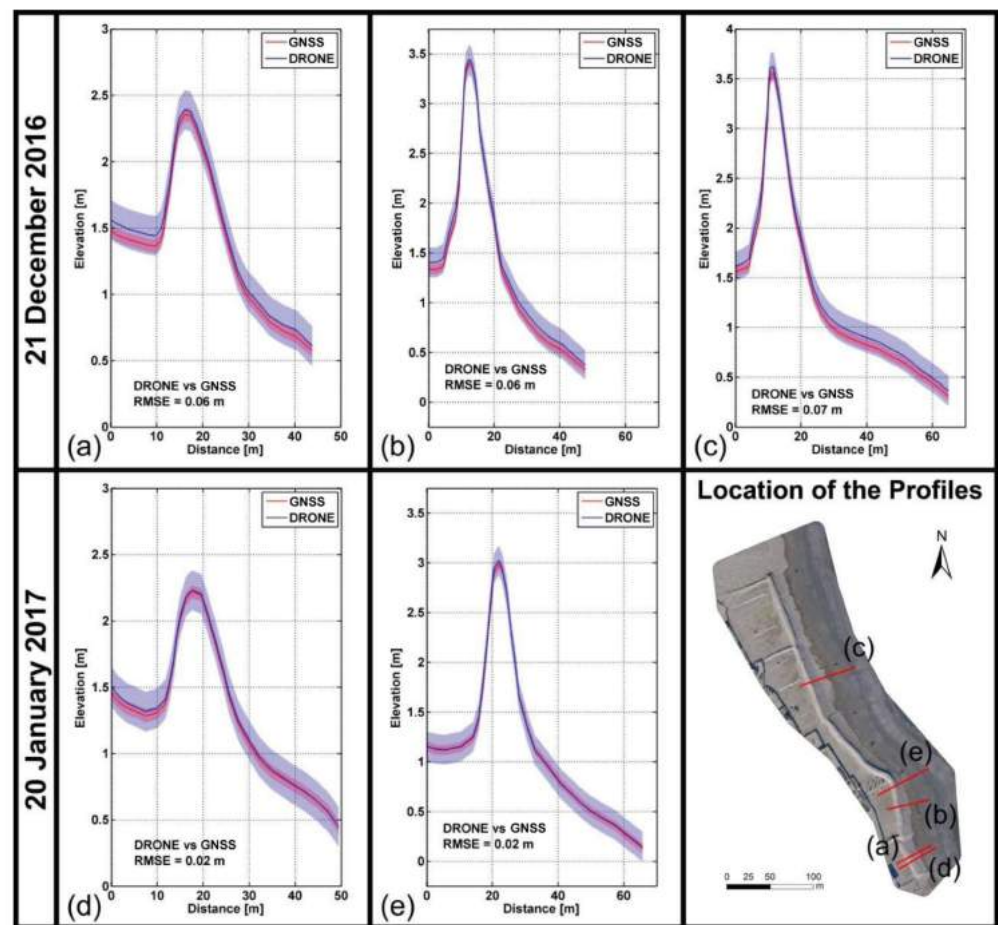 21 December 2016
3
2.5
2
1.5
1
0.5
0
Elevation [m]
GNSS
DRONE
DRONE vs GNSS
RMSE = 0.06 m
(a)
0 10 20 30 40 50
Distance [m]
3.5
3
2.5
2
1.5
1
0.5
0
Elevation [m]
GNSS
DRONE
DRONE vs GNSS
RMSE = 0.06 m
(b)
0 20 40 60
Distance [m]
4
3.5
3
2.5
2
1.5
1
0.5
0
Elevation [m]
GNSS
DRONE
DRONE vs GNSS
RMSE = 0.07 m
(c)
0 20 40 60
Distance [m]
20 January 2017
3
2.5
2
1.5
1
0.5
0
Elevation [m]
GNSS
DRONE
DRONE vs GNSS
RMSE = 0.02 m
(d)
0 10 20 30 40 50
Distance [m]
3.5
3
2.5
2
1.5
1
0.5
0
Elevation [m]
GNSS
DRONE
DRONE vs GNSS
RMSE = 0.02 m
(e)
0 20 40 60
Distance [m]
Location of the Profiles
N
(c)
(e)
(b)
(a)
(d)
0 25 50 100
m